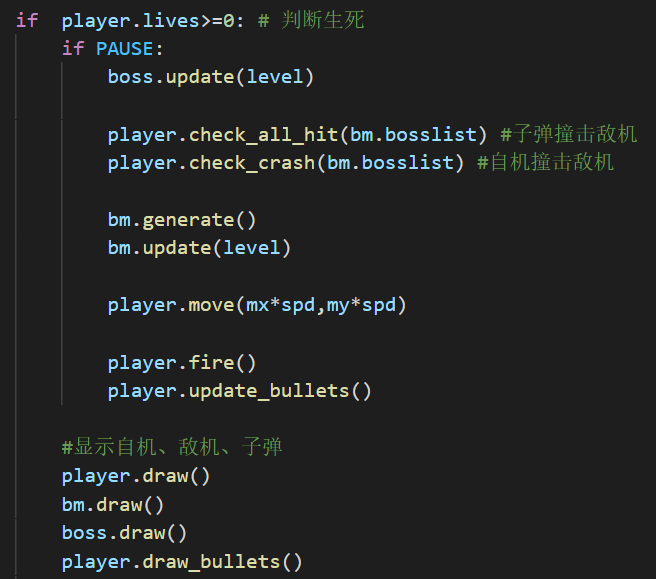 if  player.lives>=0: # 判断生死
if PAUSE:
boss.update(level)
player.check_all_hit(bm.bosslist) #子弹撞击敌机
player.check_crash(bm.bosslist) #自机撞击敌机
bm.generate()
bm.update(level)
player.move(mx*spd,my*spd)
player.fire()
player.update_bullets()
#显示自机、敌机、子弹
player.draw()
bm.draw()
boss.draw()
player.draw_bullets()